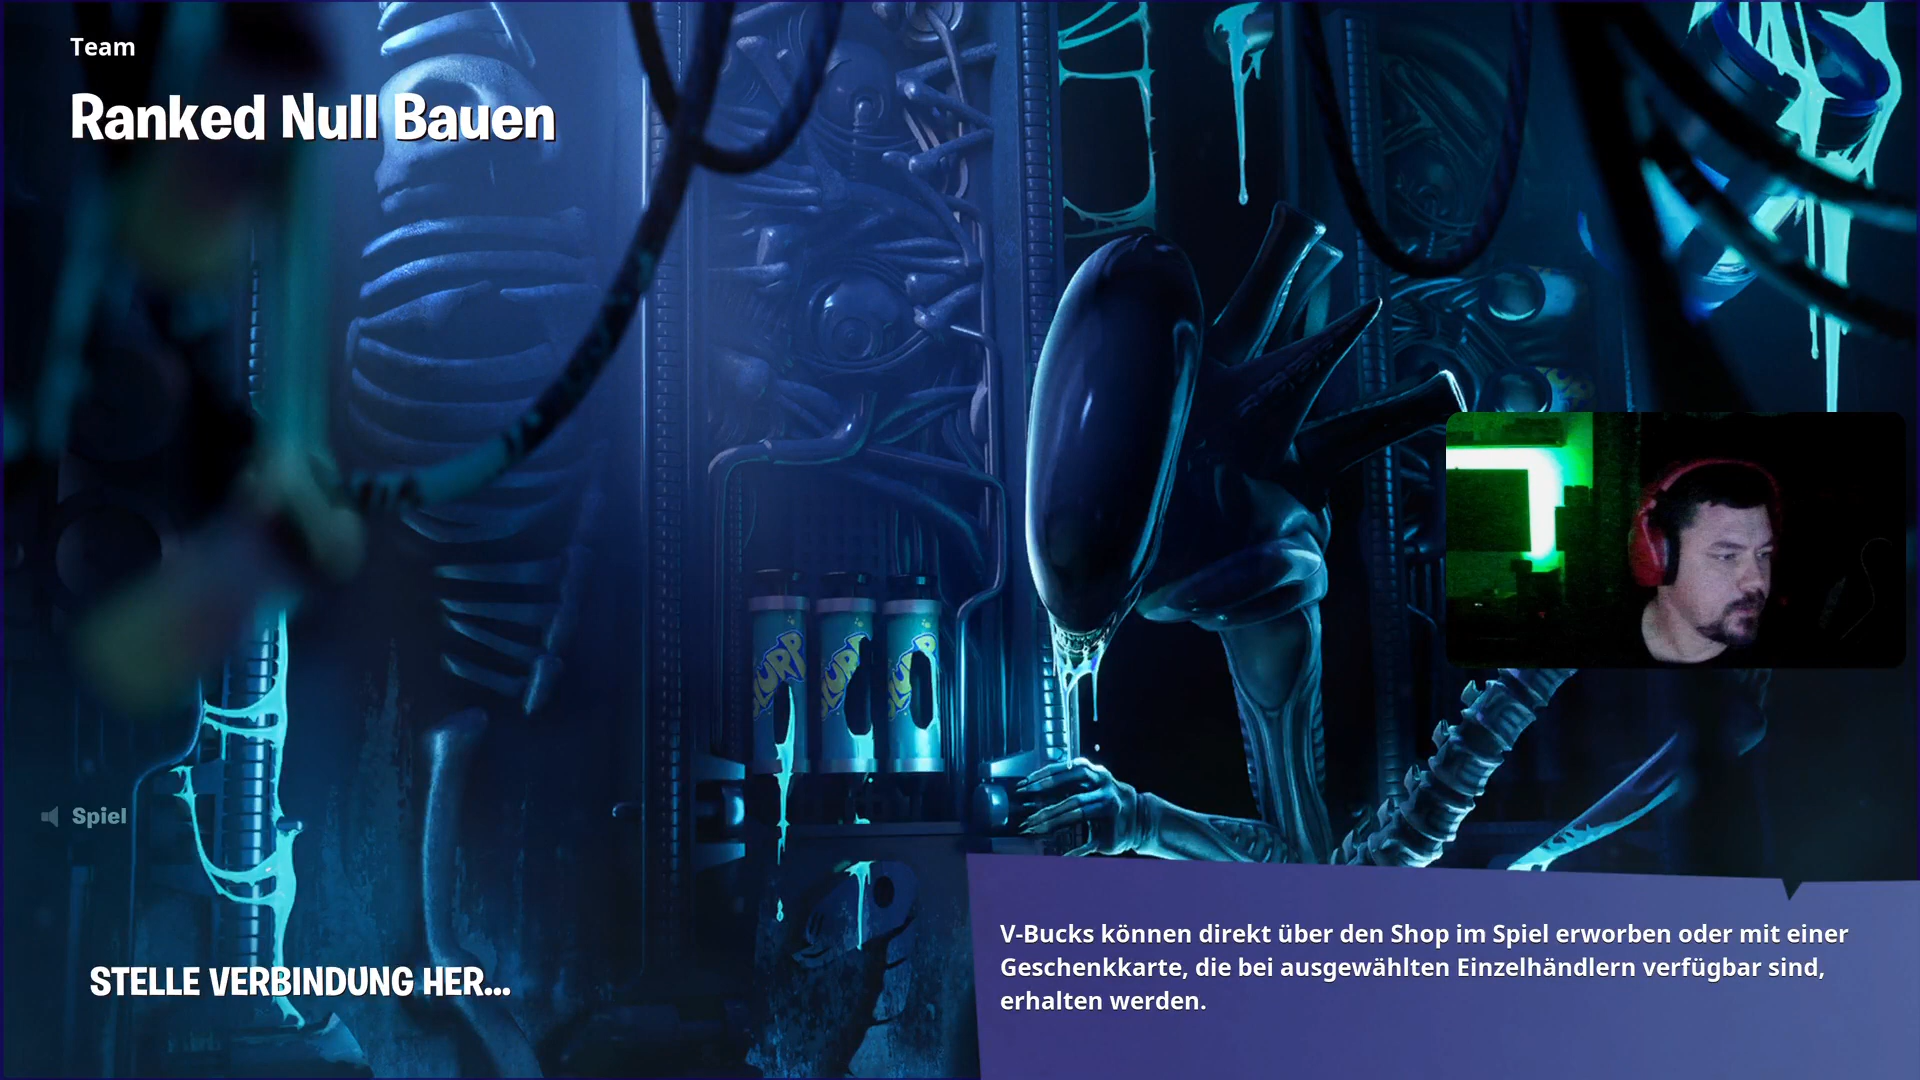 Team
Ranked Null Bauen
Spiel
STELLE VERBINDUNG HER...
V-Bucks können direkt über den Shop im Spiel erworben oder mit einer
Geschenkkarte, die bei ausgewählten Einzelhändlern verfügbar sind,
erhalten werden.